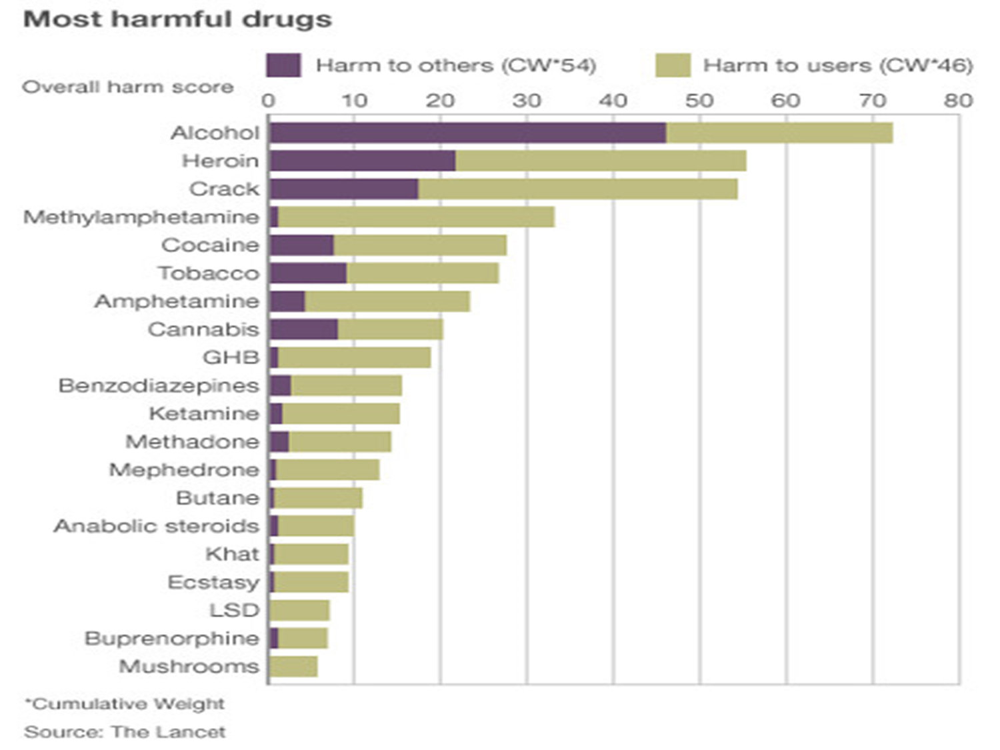 Most harmful drugs
Harm to others (CW*54) Harm to users (CW*46)
Overall harm score
0 10 20 30 40 50 60 70 80
Alcohol
Heroin
Crack
Methylamphetamine
Cocaine
Tobacco
Amphetamine
Cannabis
GHB
Benzodiazepines
Ketamine
Methadone
Mephedrone
Butane
Anabolic steroids
Khat
Ecstasy
LSD
Buprenorphine
Mushrooms
*Cumulative Weight
Source: The Lancet